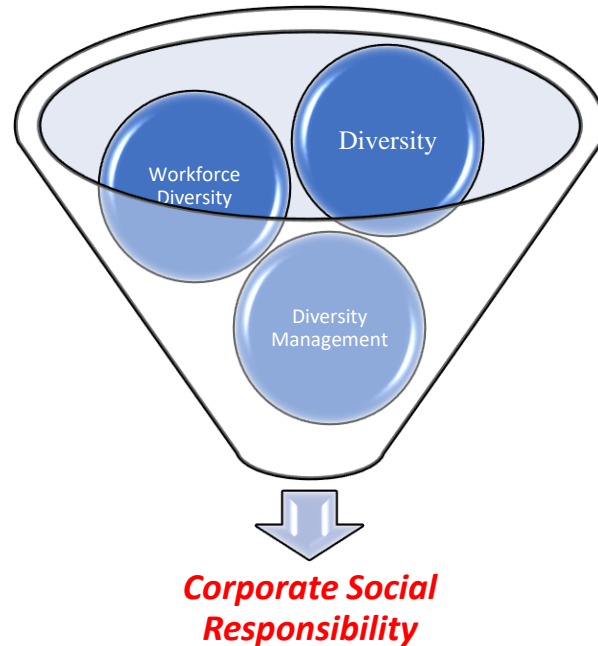 Diversity
Workforce
Diversity
Diversity
Management
Corporate Social
Responsibility